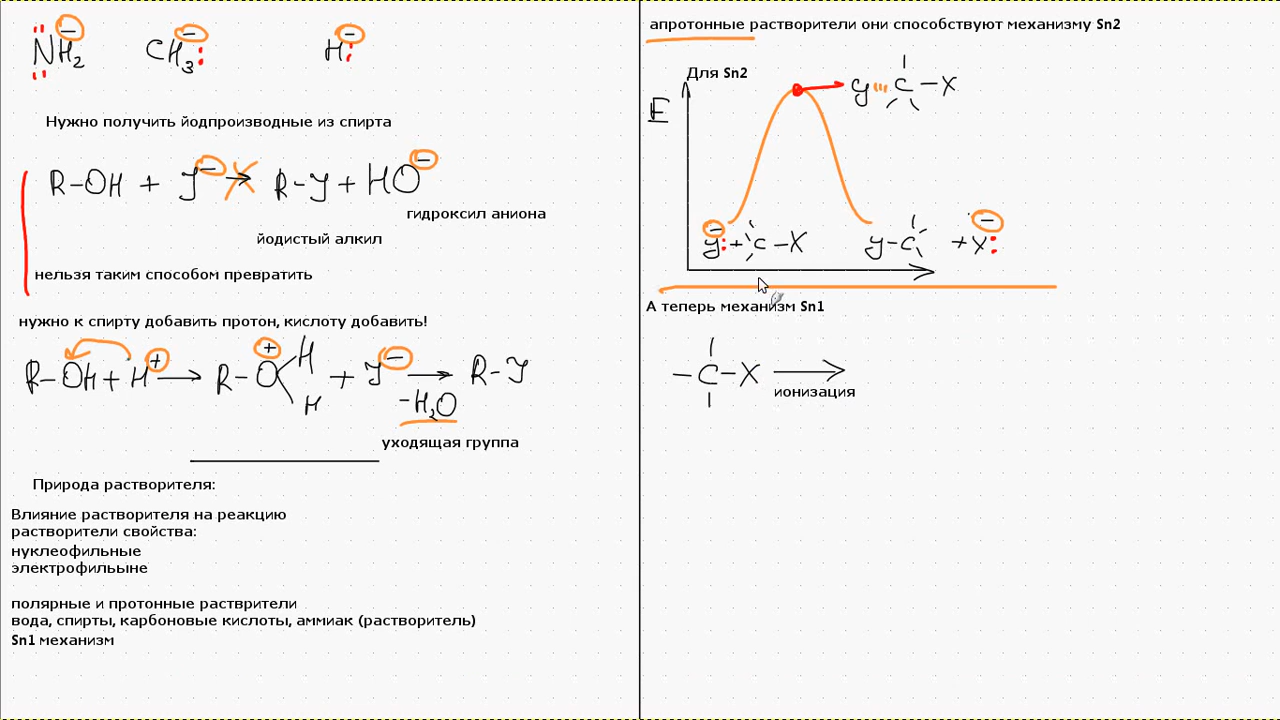 NH2⁻ CH3⁻ H⁻
Нужно получить йодпроизводные из спирта
R-OH + J⁻ → R-J + HO⁻
гидроксил аниона
йодистый алкил
нельзя таким способом превратить
нужно к спирту добавить протон, кислоту добавить!
R-OH + H⁺ → R-O⁺ H H + J⁻ → R-J
-H2O
уходящая группа
Природа растворителя:
Влияние растворителя на реакцию
растворители свойства:
нуклеофильные
электрофильыне
полярные и протонные растврители
вода, спирты, карбоновые кислоты, аммиак (растворитель)
Sn1 механизм
апротонные растворители они способствуют механизму Sn2
Для Sn2
y C-X
E
y:⁻ + C-X y-C + X:⁻
А теперь механизм Sn1
-C-X →
ионизация